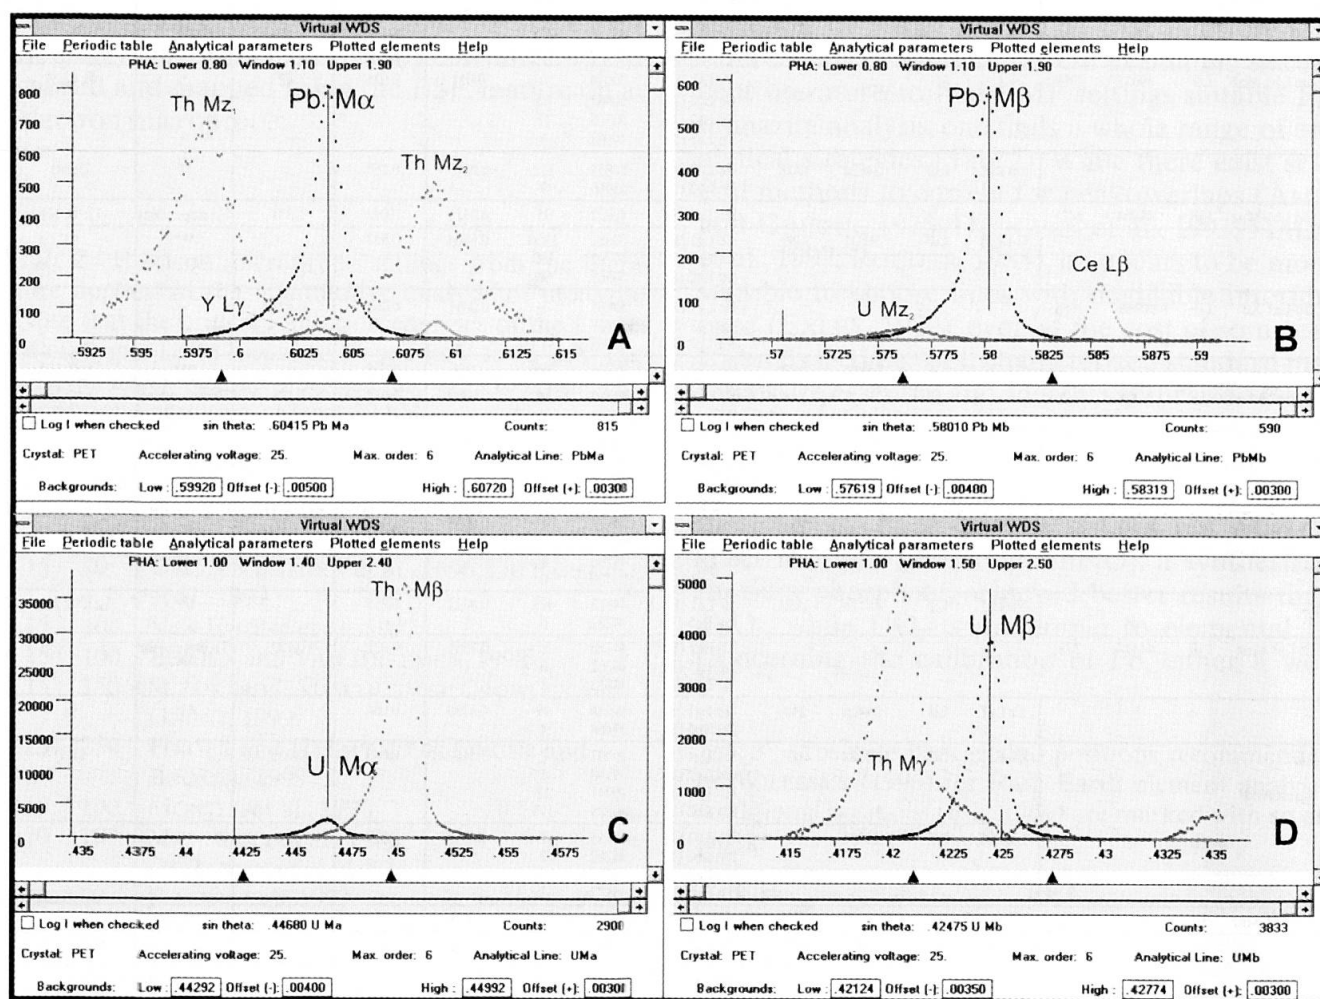 Virtual WDS
File Periodic table Analytical parameters Plotted elements Help
PHA: Lower 0.80 Window 1.10 Upper 1.90
800
700
600
500
400
300
200
100
0
Th Mz₁
Pb Mα
Th Mz₂
Y Lγ
A
5925 595 5975 6025 605 6075 61 6125 615
Log I when checked sin theta: .60415 Pb Ma Counts: 815
Crystal: PET Accelerating voltage: 25. Max. order: 6 Analytical Line: PbMa
Backgrounds: Low : .59920 Offset (-): .00500 High : .60720 Offset (+): .00300
Virtual WDS
File Periodic table Analytical parameters Plotted elements Help
PHA: Lower 0.80 Window 1.10 Upper 1.90
600
500
400
300
200
100
0
Pb Mβ
Ce Lβ
U Mz₂
B
57 5725 575 5775 58 5825 585 5875 59
Log I when checked sin theta: .58010 Pb Mb Counts: 590
Crystal: PET Accelerating voltage: 25. Max. order: 6 Analytical Line: PbMb
Backgrounds: Low : .57619 Offset (-): .00400 High : .58319 Offset (+): .00300
Virtual WDS
File Periodic table Analytical parameters Plotted elements Help
PHA: Lower 1.00 Window 1.40 Upper 2.40
35000
30000
25000
20000
15000
10000
5000
0
Th Mβ
U Mα
C
435 4375 44 4425 445 4475 45 4525 455 4575
Log I when checked sin theta: .44680 U Ma Counts: 2900
Crystal: PET Accelerating voltage: 25. Max. order: 6 Analytical Line: UMa
Backgrounds: Low : .44292 Offset (-): .00400 High : .44992 Offset (+): .00300
Virtual WDS
File Periodic table Analytical parameters Plotted elements Help
PHA: Lower 1.00 Window 1.50 Upper 2.50
5000
4000
3000
2000
1000
0
U Mβ
Th Mγ
D
415 4175 42 4225 425 4275 43 4325 435
Log I when checked sin theta: .42475 U Mb Counts: 3833
Crystal: PET Accelerating voltage: 25. Max. order: 6 Analytical Line: UMb
Backgrounds: Low : .42124 Offset (-): .00350 High : .42774 Offset (+): .00300